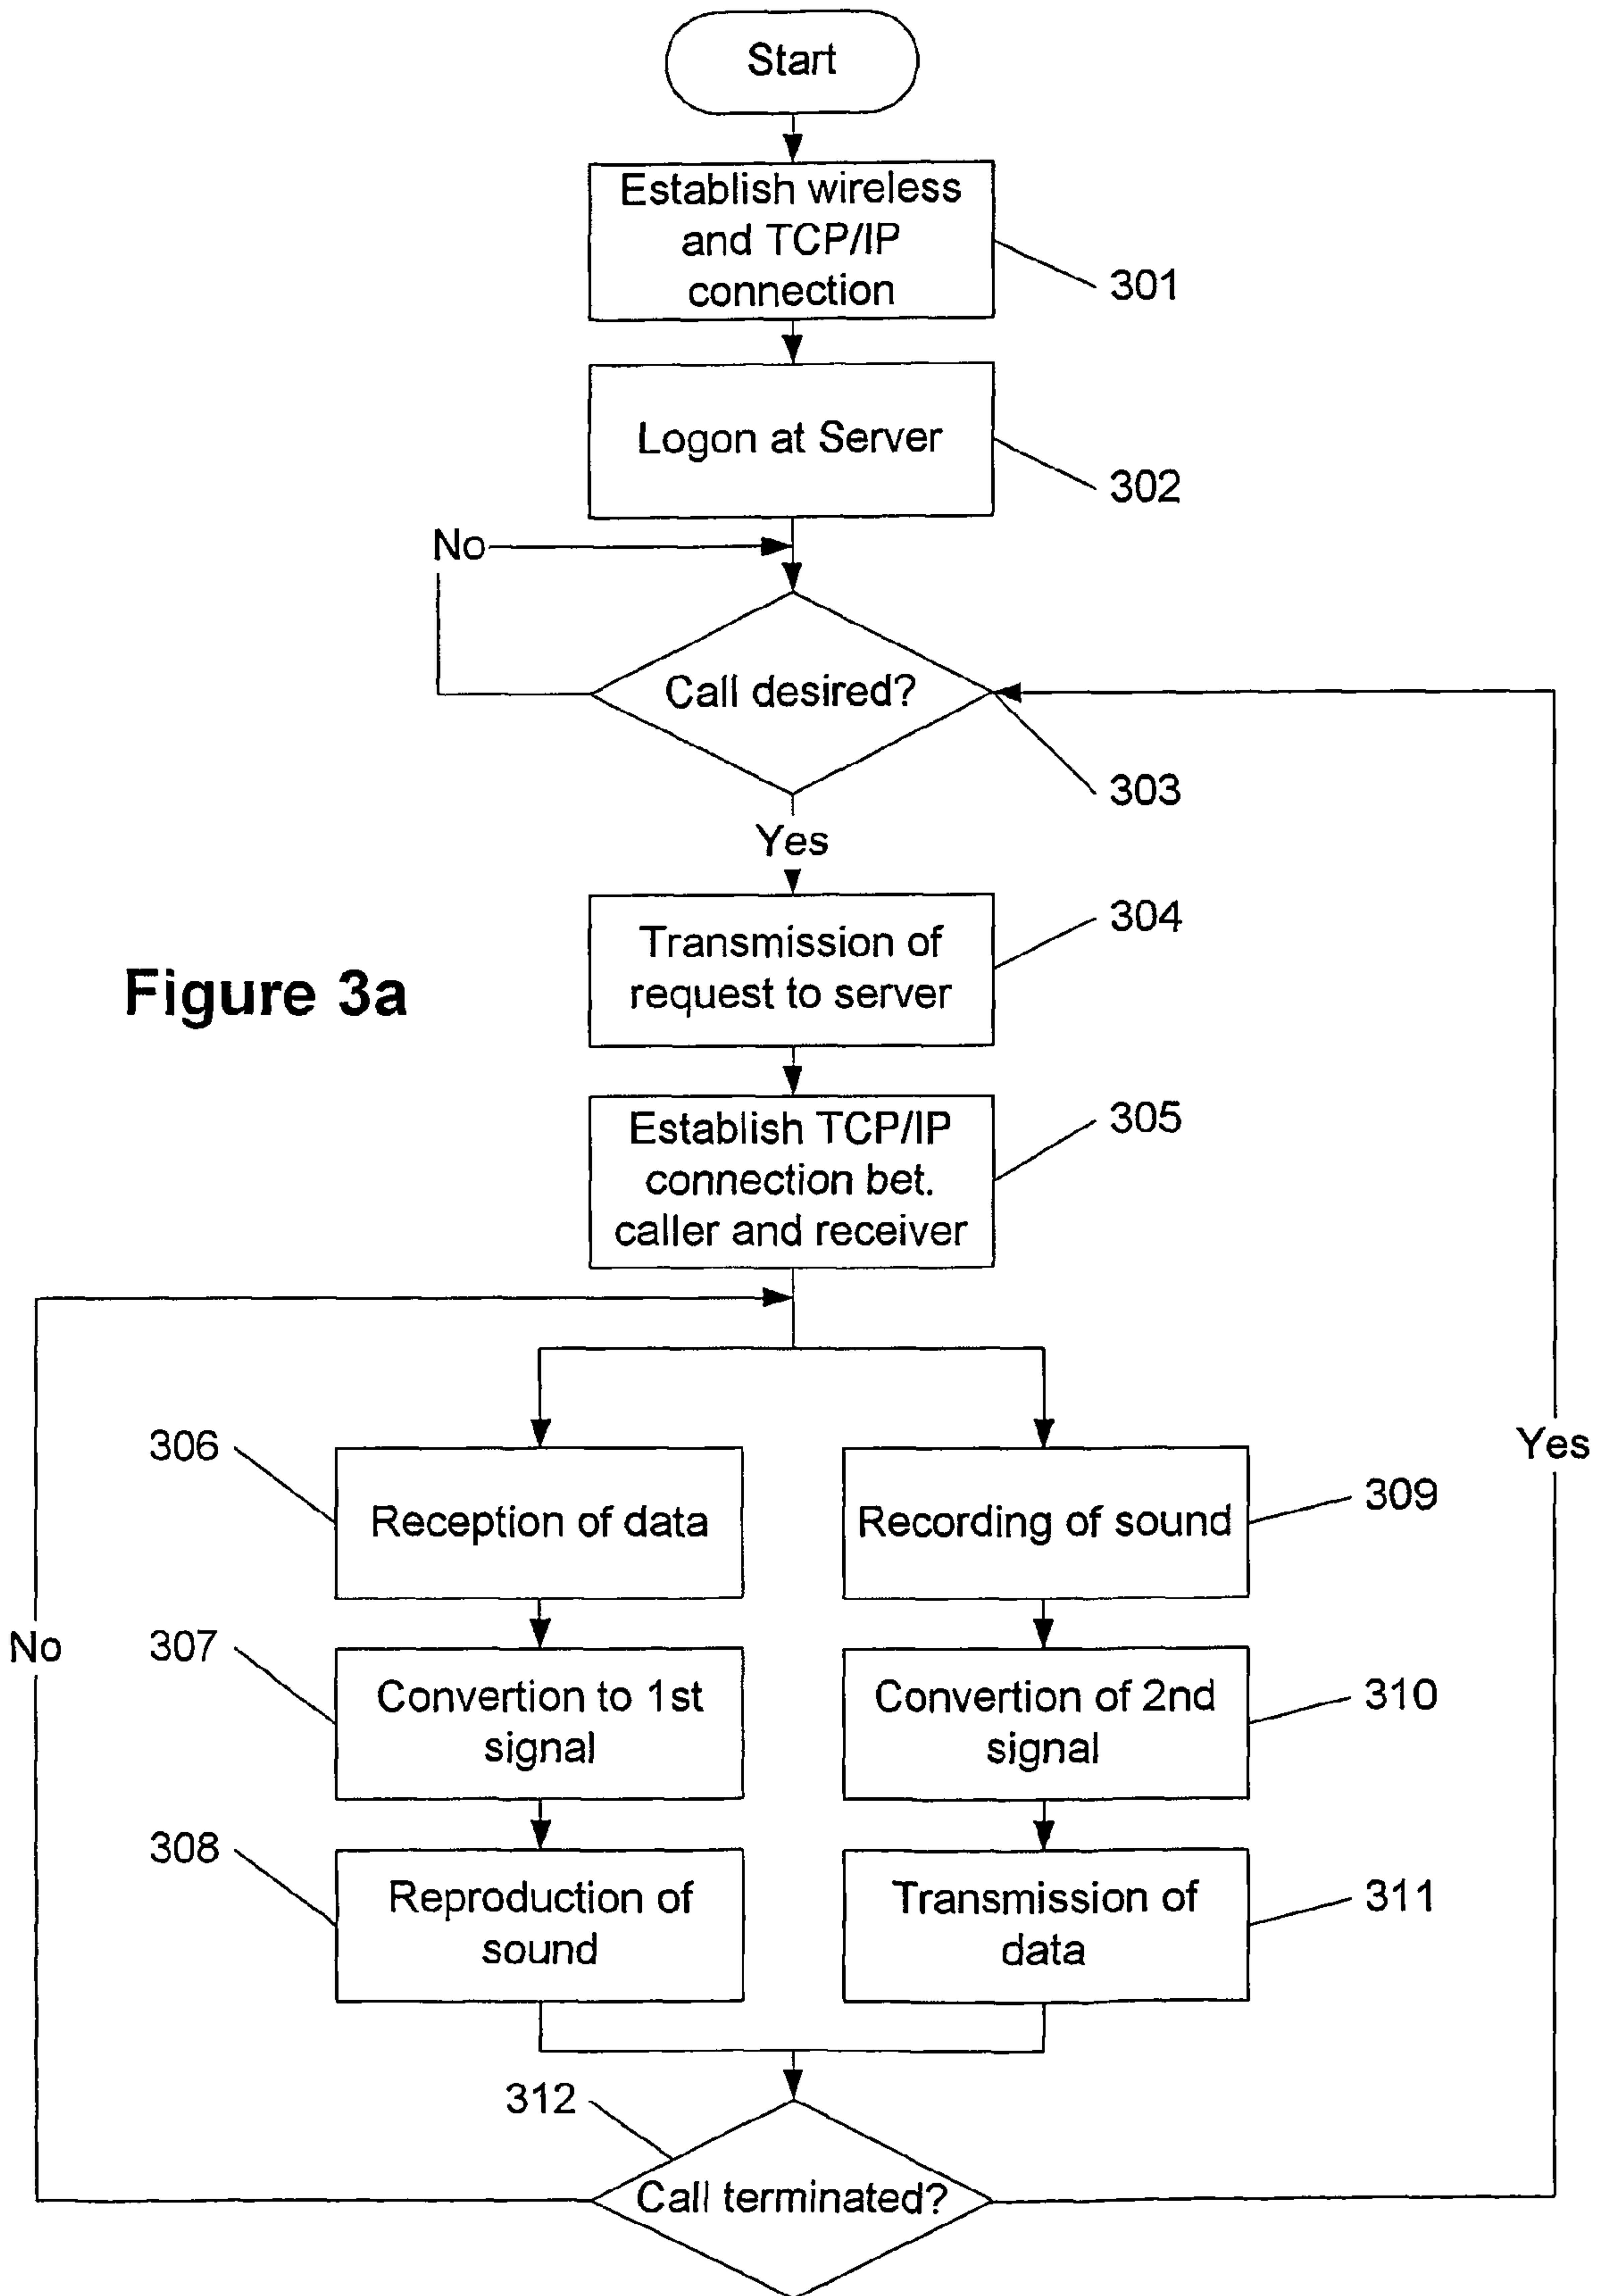 Start
Establish wireless
and TCP/IP
connection
301
Logon at Server
302
No
Call desired?
303
Yes
304
Transmission of
request to server
Figure 3a
305
Establish TCP/IP
connection bet.
caller and receiver
306
Reception of data
Recording of sound
309
Yes
No
307
Convertion to 1st
signal
Convertion of 2nd
signal
310
308
Reproduction of
sound
Transmission of
data
311
312
Call terminated?